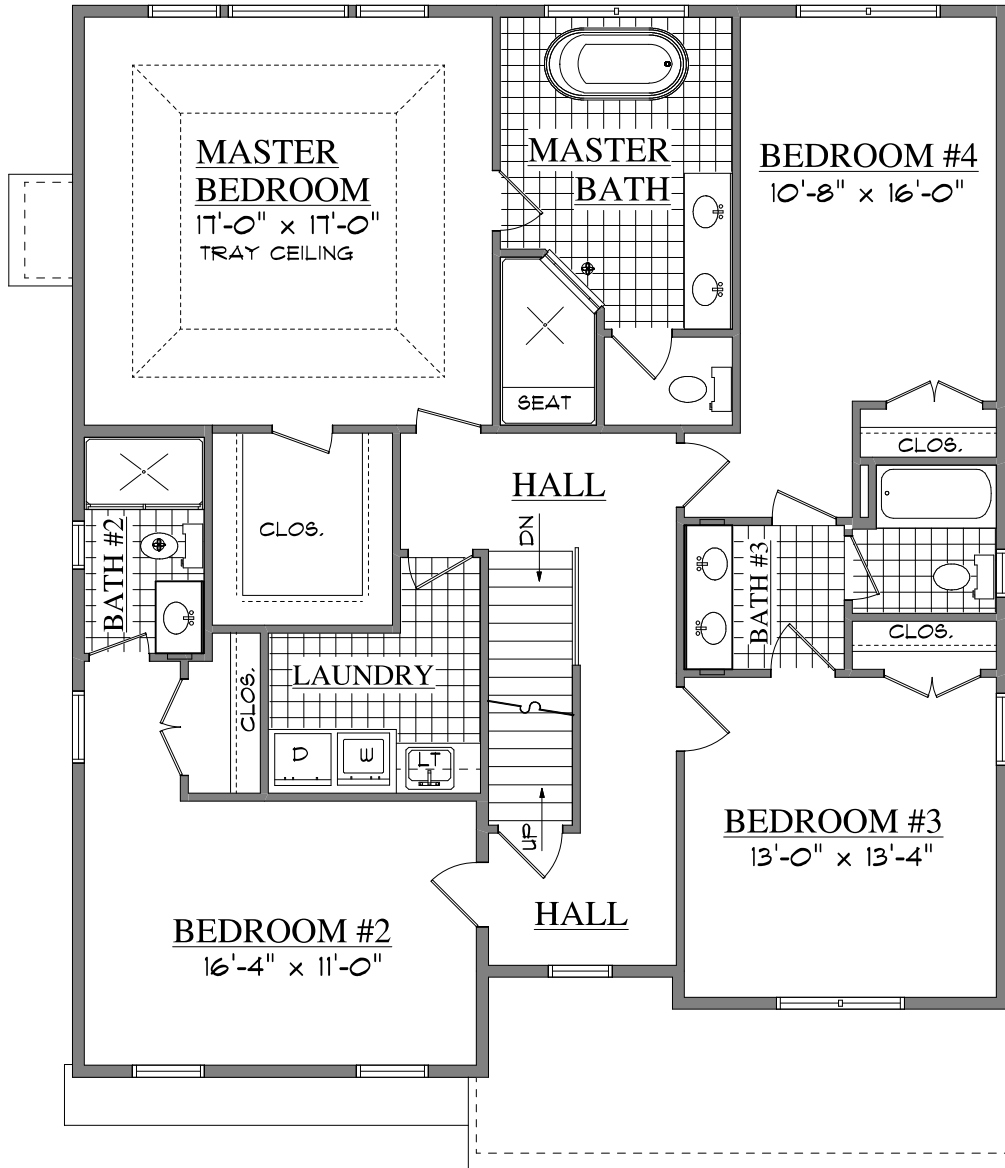 MASTER
BEDROOM
17'-0" x 17'-0"
TRAY CEILING
MASTER
BATH
BEDROOM #4
10'-8" x 16'-0"
SEAT
CLOS.
HALL
DN
CLOS.
BATH #2
BATH #3
CLOS.
LAUNDRY
CLOS.
D
W
LT
S
UP
BEDROOM #3
13'-0" x 13'-4"
HALL
BEDROOM #2
16'-4" x 11'-0"